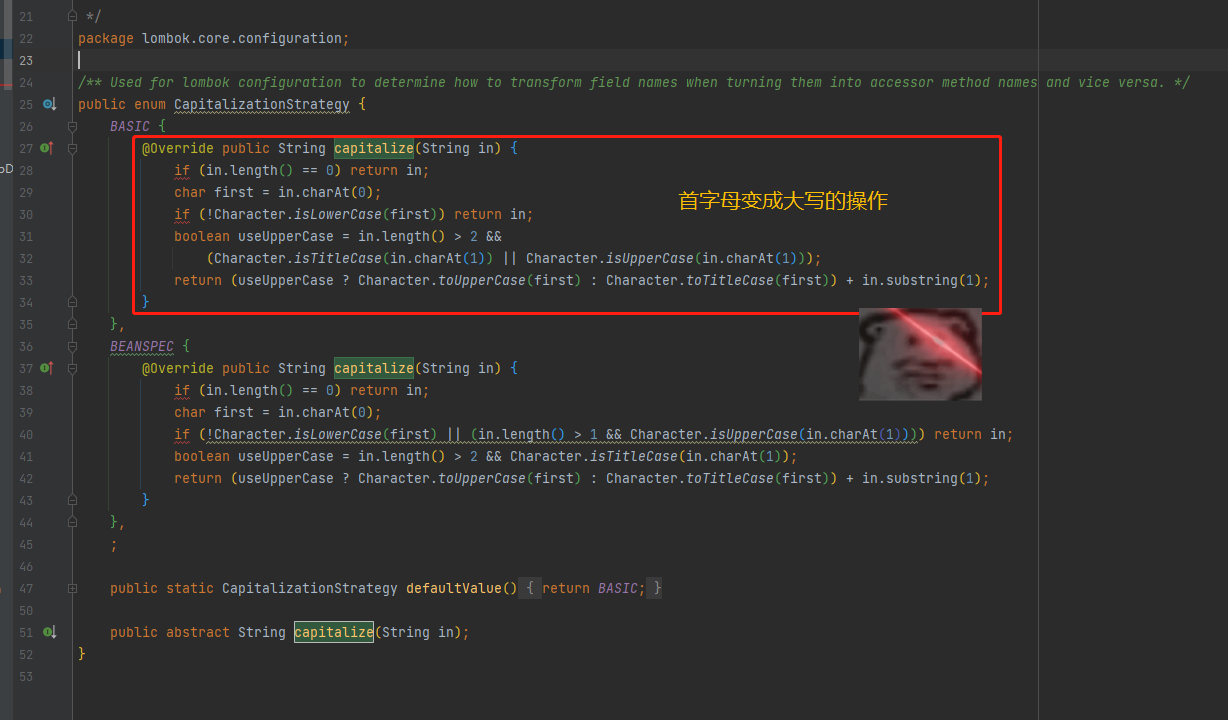 21 */
22 package lombok.core.configuration;
23
24 /** Used for lombok configuration to determine how to transform field names when turning them into accessor method names and vice versa. */
25 public enum CapitalizationStrategy {
26 BASIC {
27 @Override public String capitalize(String in) {
28 if (in.length() == 0) return in;
29 char first = in.charAt(0);
首字母变成大写的操作
30 if (!Character.isLowerCase(first)) return in;
31 boolean useUpperCase = in.length() > 2 &&
32 (Character.isTitleCase(in.charAt(1)) || Character.isUpperCase(in.charAt(1)));
33 return (useUpperCase ? Character.toUpperCase(first) : Character.toTitleCase(first)) + in.substring(1);
34 }
35 },
36 BEANSPEC {
37 @Override public String capitalize(String in) {
38 if (in.length() == 0) return in;
39 char first = in.charAt(0);
40 if (!Character.isLowerCase(first) || (in.length() > 1 && Character.isUpperCase(in.charAt(1)))) return in;
41 boolean useUpperCase = in.length() > 2 && Character.isTitleCase(in.charAt(1));
42 return (useUpperCase ? Character.toUpperCase(first) : Character.toTitleCase(first)) + in.substring(1);
43 }
44 },
45 ;
46
47 public static CapitalizationStrategy defaultValue() { return BASIC; }
50
51 public abstract String capitalize(String in);
52 }
53